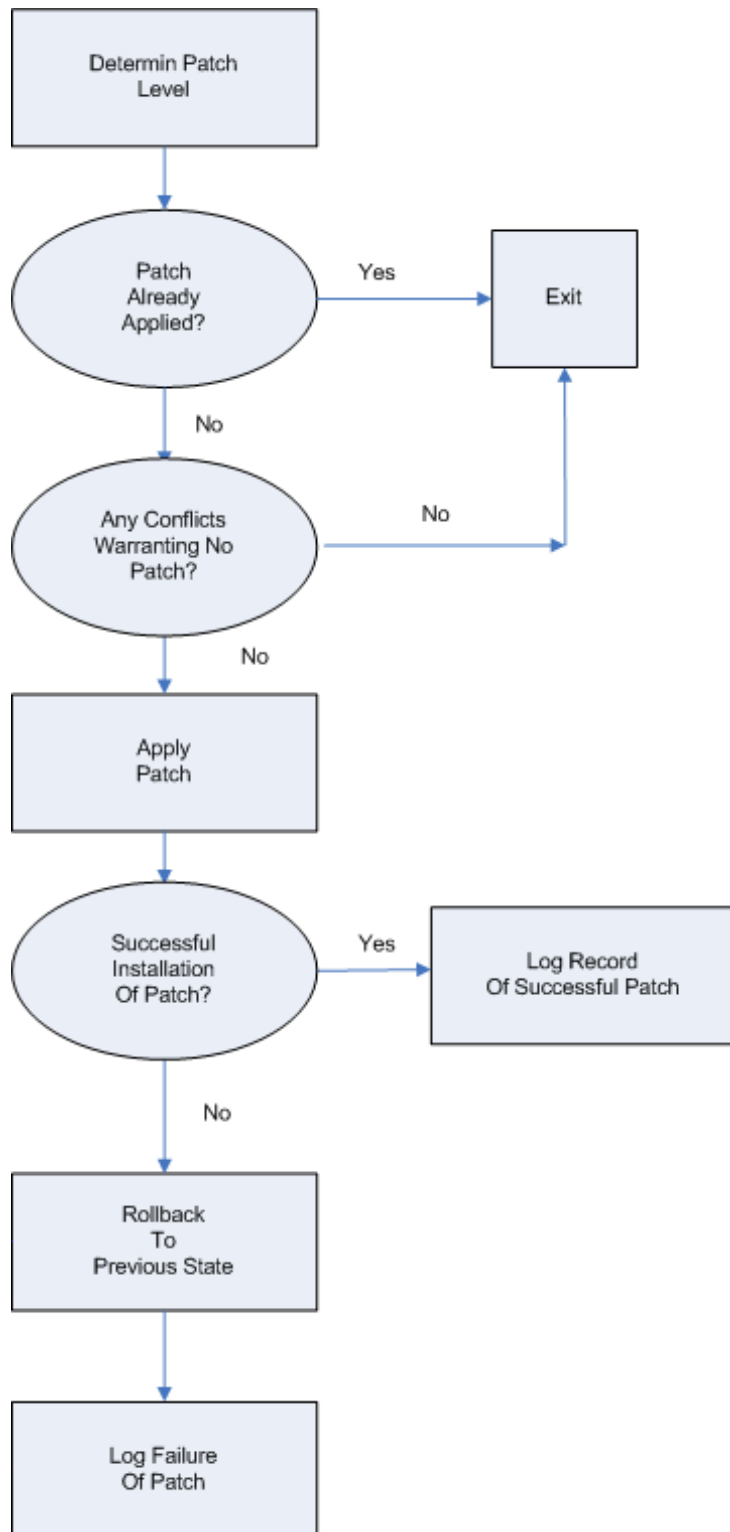 Determin Patch
Level
Patch
Already
Applied?
Yes
Exit
No
Any Conflicts
Warranting No
Patch?
No
No
Apply
Patch
Successful
Installation
Of Patch?
Yes
Log Record
Of Successful Patch
No
Rollback
To
Previous State
Log Failure
Of Patch